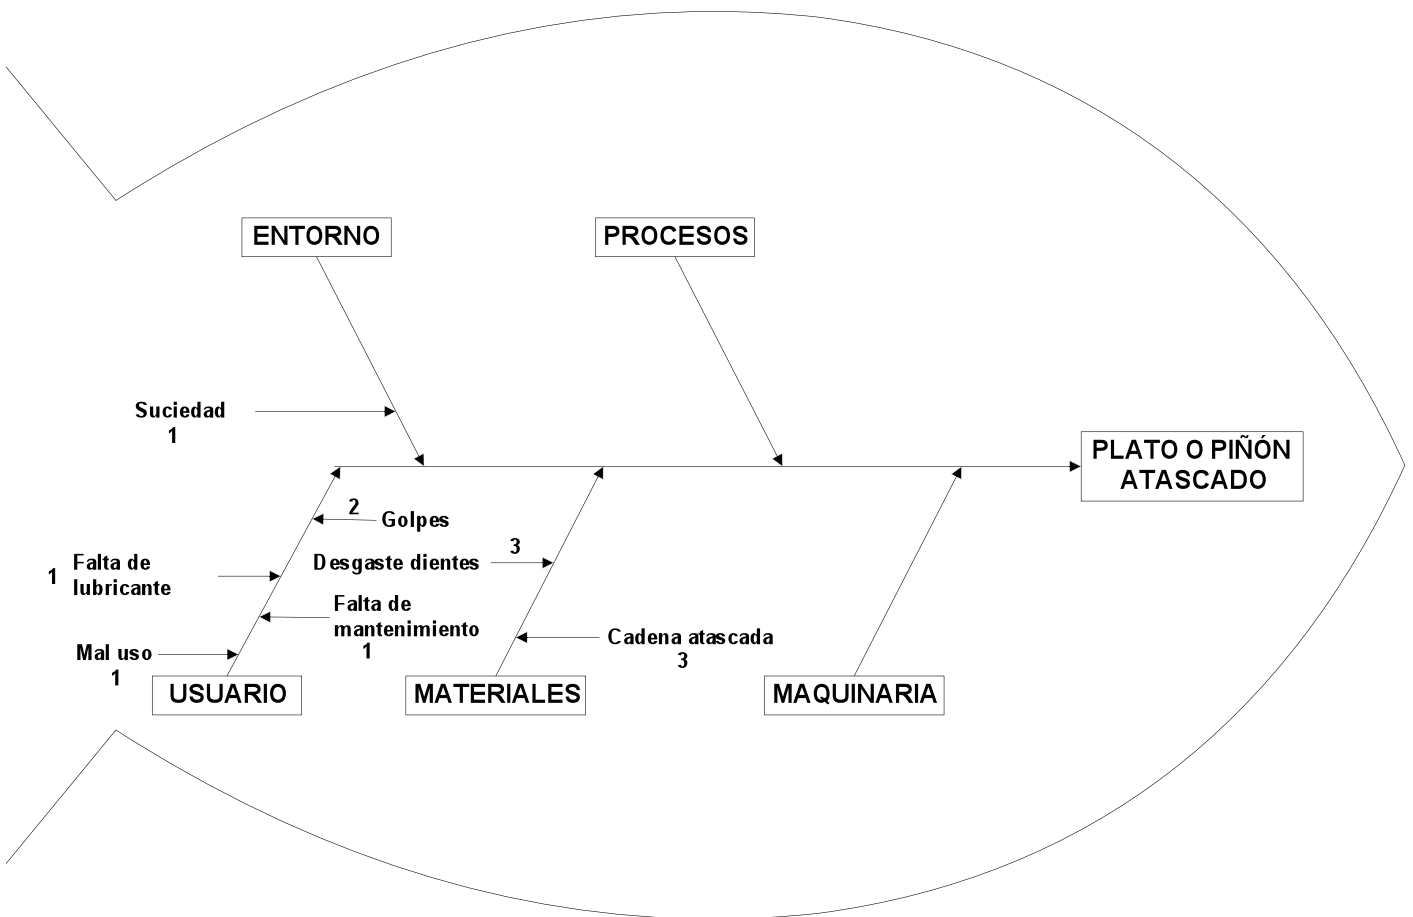 ENTORNO
PROCESOS
Suciedad
1
PLATO O PIÑÓN
ATASCADO
2
Golpes
3
Desgaste dientes
1
Falta de
lubricante
Falta de
mantenimiento
1
Cadena atascada
3
Mal uso
1
USUARIO
MATERIALES
MAQUINARIA